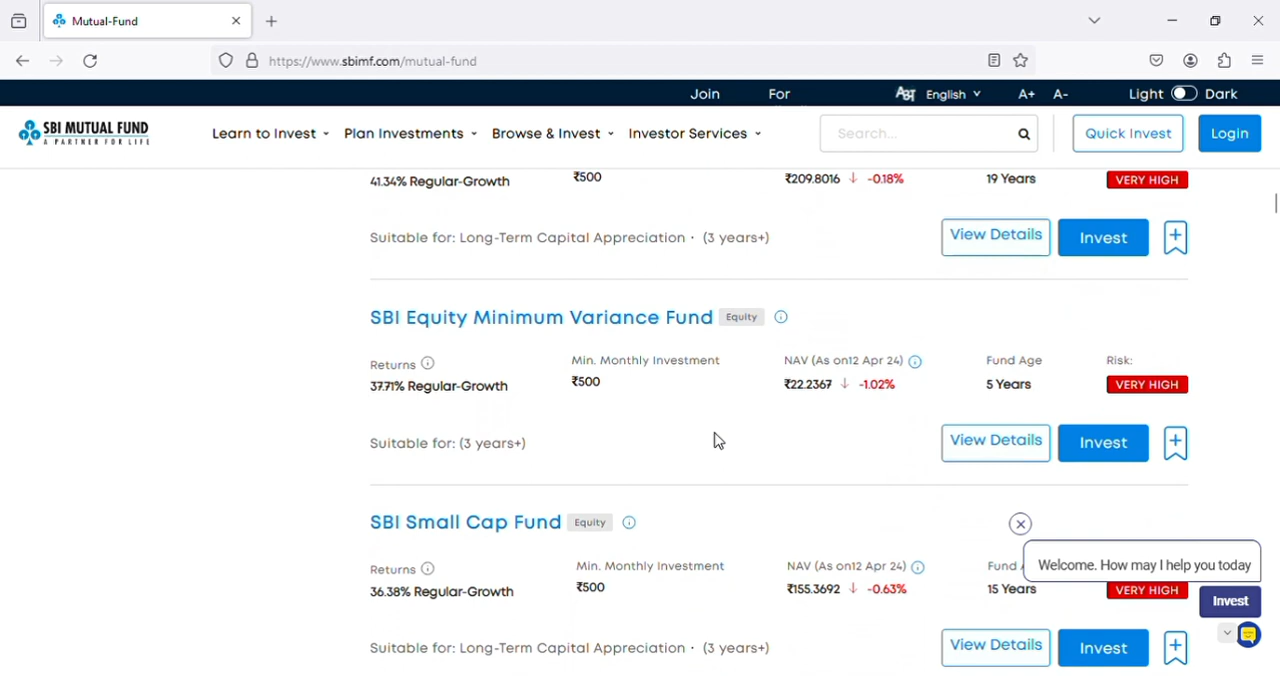 Mutual-Fund
https://www.sbimf.com/mutual-fund
Join For English A+ A- Light Dark
SBI MUTUAL FUND
A PARTNER FOR LIFE
Learn to Invest Plan Investments Browse & Invest Investor Services Search... Quick Invest Login
41.34% Regular-Growth ₹500 ₹209.8016 ↓ -0.18% 19 Years VERY HIGH
Suitable for: Long-Term Capital Appreciation · (3 years+) View Details Invest
SBI Equity Minimum Variance Fund Equity
Returns Min. Monthly Investment NAV (As on12 Apr 24) Fund Age Risk:
37.71% Regular-Growth ₹500 ₹22.2367 ↓ -1.02% 5 Years VERY HIGH
Suitable for: (3 years+) View Details Invest
SBI Small Cap Fund Equity
Returns Min. Monthly Investment NAV (As on12 Apr 24) Fund Welcome. How may I help you today
36.38% Regular-Growth ₹500 ₹155.3692 ↓ -0.63% 15 Years VERY HIGH
Invest
Suitable for: Long-Term Capital Appreciation · (3 years+) View Details Invest